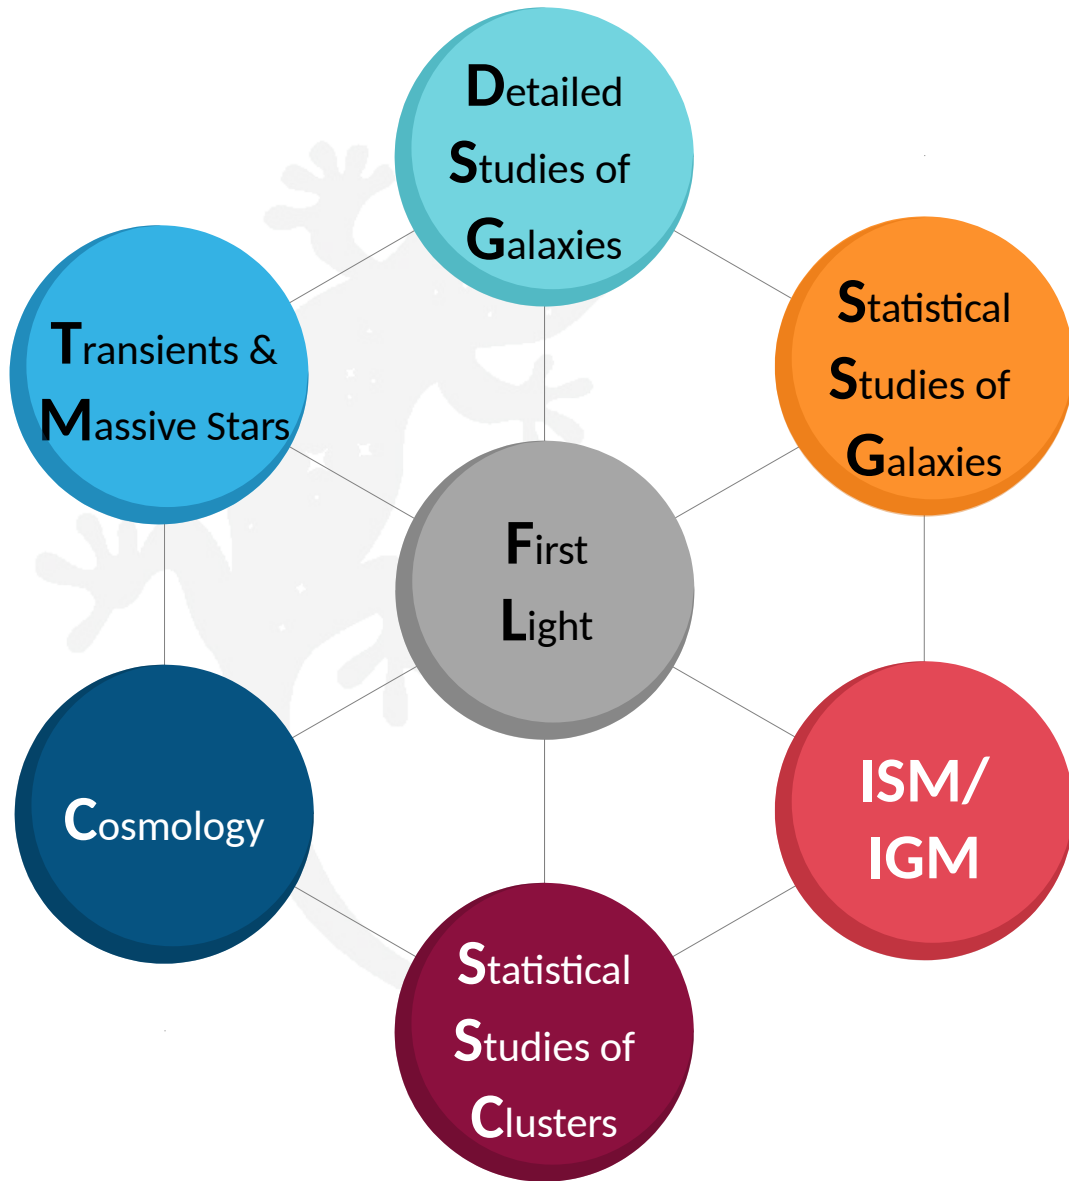 Detailed
Studies of
Galaxies
Transients &
Massive Stars
Statistical
Studies of
Galaxies
First
Light
Cosmology
ISM/
IGM
Statistical
Studies of
Clusters